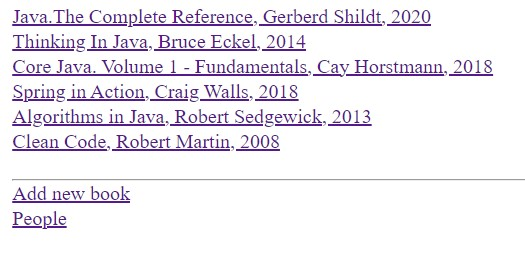 Java.The Complete Reference, Gerberd Shildt, 2020
Thinking In Java, Bruce Eckel, 2014
Core Java. Volume 1 - Fundamentals, Cay Horstmann, 2018
Spring in Action, Craig Walls, 2018
Algorithms in Java, Robert Sedgewick, 2013
Clean Code, Robert Martin, 2008
Add new book
People